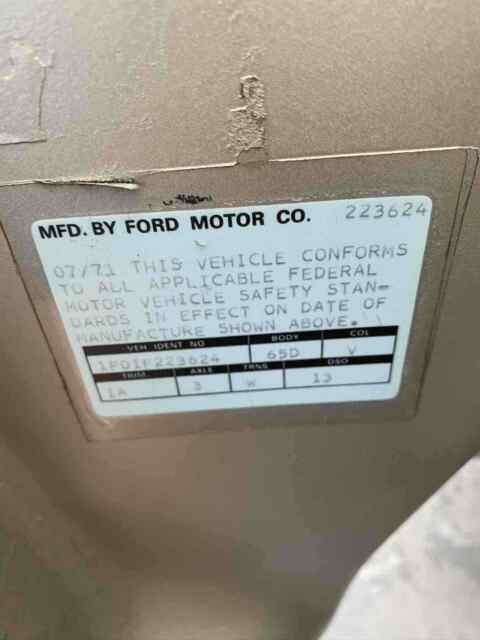 MFD. BY FORD MOTOR CO. 223624
07/71 THIS VEHICLE CONFORMS
TO ALL APPLICABLE FEDERAL
MOTOR VEHICLE SAFETY STAN-
DARDS IN EFFECT ON DATE OF
MANUFACTURE SHOWN ABOVE.
VEH. IDENT NO BODY COL
1F01F223624 65D V
TRIM AXLE TRNS DSO
1A 3 W 13